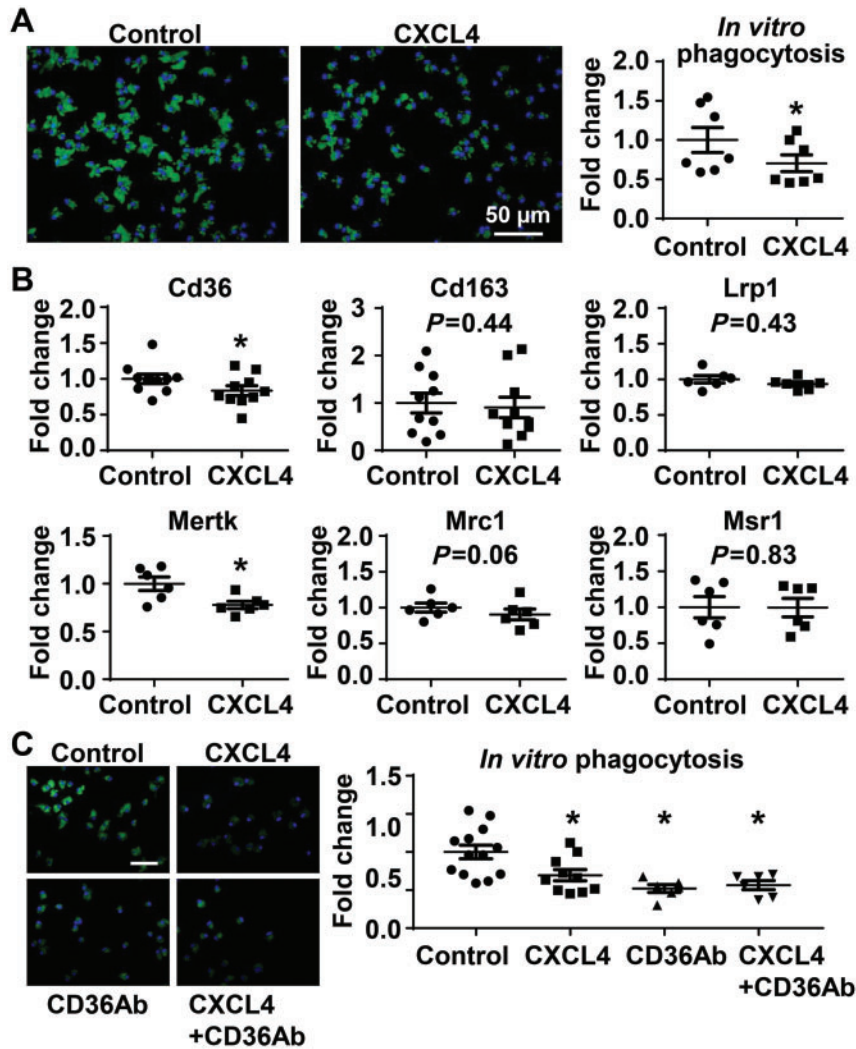 A
Control
CXCL4
50 µm
In vitro
phagocytosis
Fold change
2.0
1.5
1.0
0.5
0.0
*
Control CXCL4
B
Cd36
Fold change
2.0
1.5
1.0
0.5
0.0
*
Control CXCL4
Cd163
P=0.44
Fold change
3
2
1
0
Control CXCL4
Lrp1
P=0.43
Fold change
2.0
1.5
1.0
0.5
0.0
Control CXCL4
Mertk
Fold change
1.5
1.0
0.5
0.0
*
Control CXCL4
Mrc1
P=0.06
Fold change
2.0
1.5
1.0
0.5
0.0
Control CXCL4
Msr1
P=0.83
Fold change
2.0
1.5
1.0
0.5
0.0
Control CXCL4
C
Control
CXCL4
CD36Ab
CXCL4
+CD36Ab
In vitro phagocytosis
Fold change
1.5
1.0
0.5
0.0
* * *
Control CXCL4 CD36Ab CXCL4
+CD36Ab